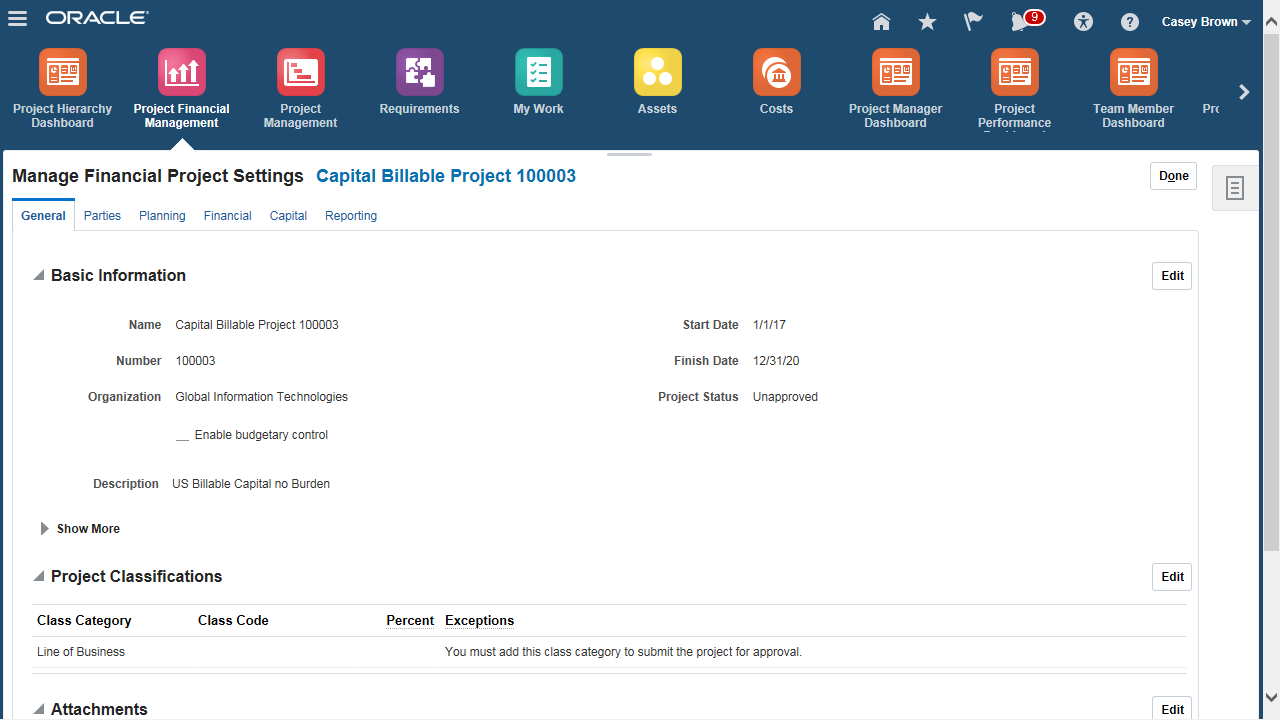 ORACLE
9
Casey Brown
Project Hierarchy
Dashboard
Project Financial
Management
Project
Management
Requirements
My Work
Assets
Costs
Project Manager
Dashboard
Project
Performance
Team Member
Dashboard
Manage Financial Project Settings Capital Billable Project 100003
Done
General Parties Planning Financial Capital Reporting
Basic Information
Edit
Name Capital Billable Project 100003
Start Date 1/1/17
Number 100003
Finish Date 12/31/20
Organization Global Information Technologies
Project Status Unapproved
Enable budgetary control
Description US Billable Capital no Burden
Show More
Project Classifications
Edit
Class Category Class Code Percent Exceptions
Line of Business You must add this class category to submit the project for approval.
Attachments
Edit